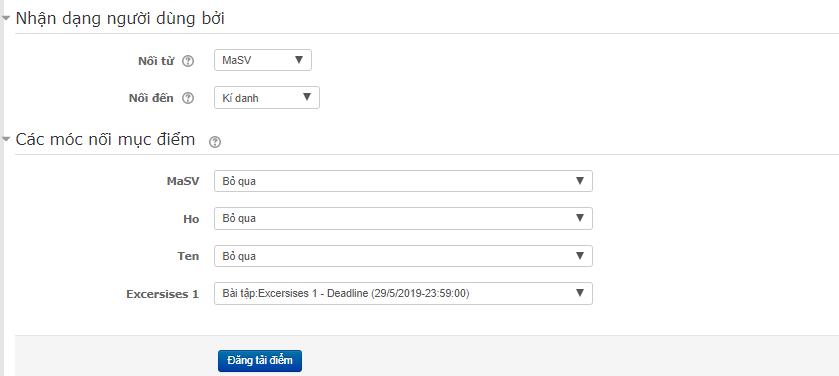 Nhận dạng người dùng bởi
Nối từ MaSV
Nối đến Kí danh
Các móc nối mục điểm
MaSV Bỏ qua
Ho Bỏ qua
Ten Bỏ qua
Excersises 1 Bài tập:Excersises 1 - Deadline (29/5/2019-23:59:00)
Đăng tải điểm